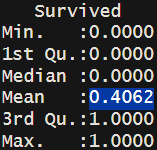 Survived
Min.   :0.0000
1st Qu.:0.0000
Median :0.0000
Mean   :0.4062
3rd Qu.:1.0000
Max.   :1.0000